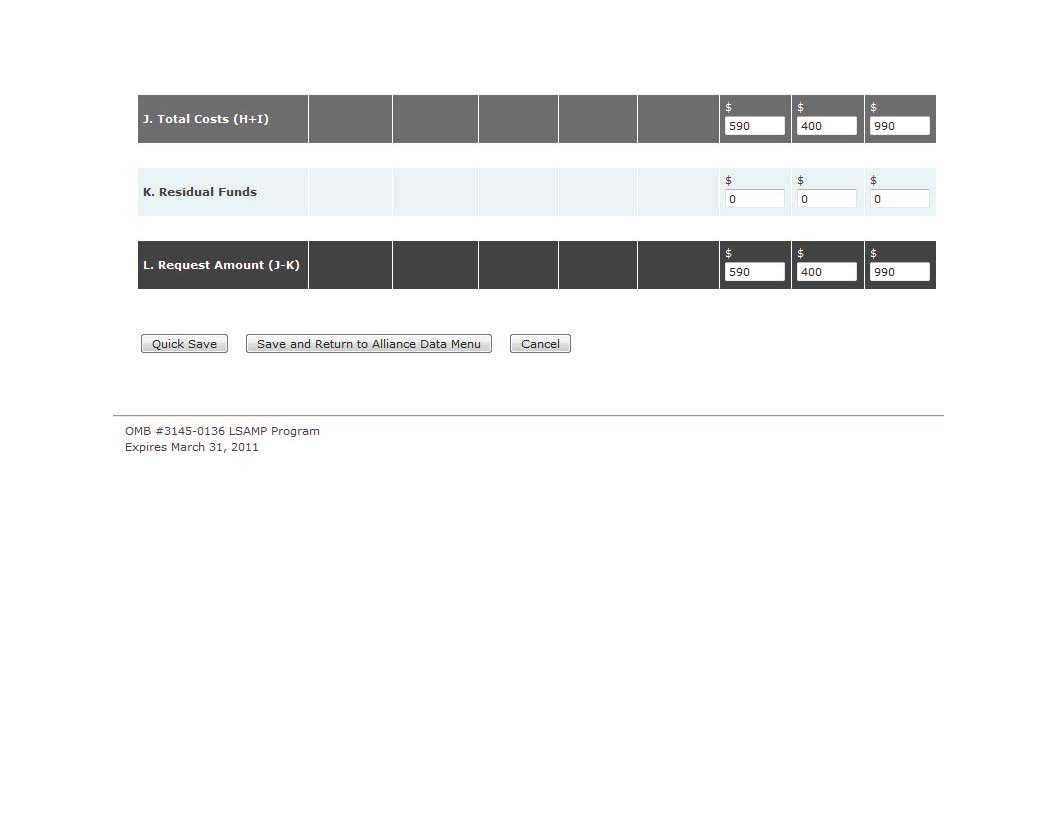 $ $ $
J. Total Costs (H+I) 590 400 990
$ $ $
K. Residual Funds 0 0 0
$ $ $
L. Request Amount (J-K) 590 400 990
Quick Save Save and Return to Alliance Data Menu Cancel
OMB #3145-0136 LSAMP Program
Expires March 31, 2011